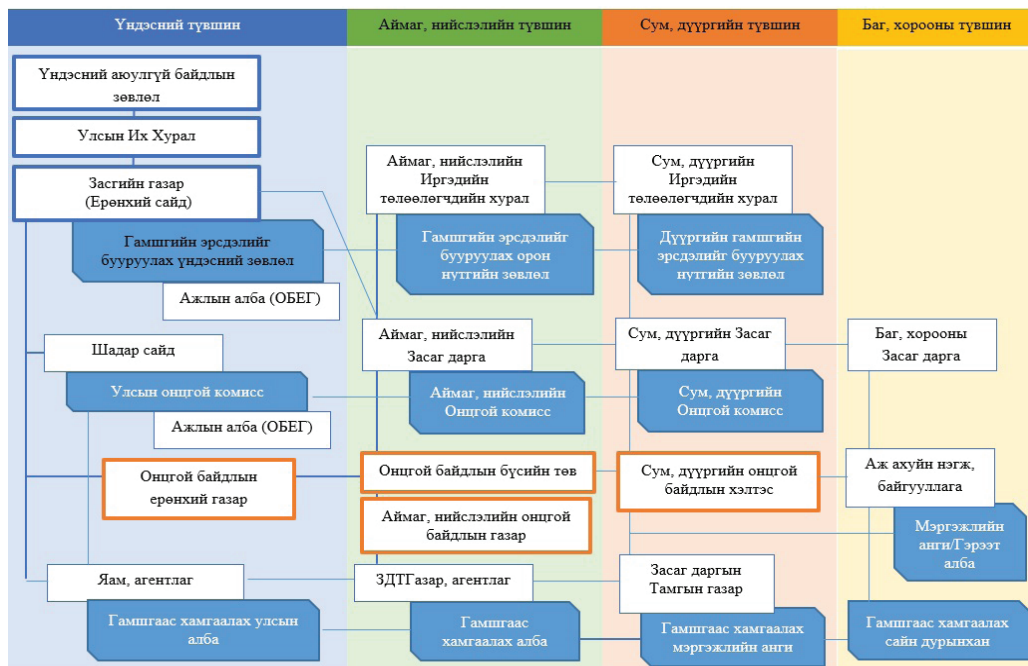 Үндэсний түвшин
Аймаг, нийслэлийн түвшин
Сум, дүүргийн түвшин
Баг, хорооны түвшин
Үндэсний аюулгүй байдлын
зөвлөл
Улсын Их Хурал
Засгийн газар
(Ерөнхий сайд)
Гамшгийн эрсдэлийг
бууруулах үндэсний зөвлөл
Ажлын алба (ОБЕГ)
Шадар сайд
Улсын онцгой комисс
Ажлын алба (ОБЕГ)
Онцгой байдлын
ерөнхий газар
Яам, агентлаг
Гамшгаас хамгаалах улсын
алба
Аймаг, нийслэлийн
Иргэдийн
төлөөлөгчдийн хурал
Гамшгийн эрсдэлийг
бууруулах орон
нутгийн зөвлөл
Аймаг, нийслэлийн
Засаг дарга
Аймаг, нийслэлийн
Онцгой комисс
Онцгой байдлын бүсийн төв
Аймаг, нийслэлийн онцгой
байдлын газар
ЗДТГазар, агентлаг
Гамшгаас
хамгаалах алба
Сум, дүүргийн
Иргэдийн
төлөөлөгчдийн хурал
Дүүргийн гамшгийн
эрсдэлийг бууруулах
нутгийн зөвлөл
Сум, дүүргийн Засаг
дарга
Сум, дүүргийн
Онцгой комисс
Сум, дүүргийн онцгой
байдлын хэлтэс
Засаг даргын
Тамгын газар
Гамшгаас хамгаалах
мэргэжлийн анги
Баг, хорооны
Засаг дарга
Аж ахуйн нэгж,
байгууллага
Мэргэжлийн
анги/Гэрээт
алба
Гамшгаас хамгаалах
сайн дурынхан